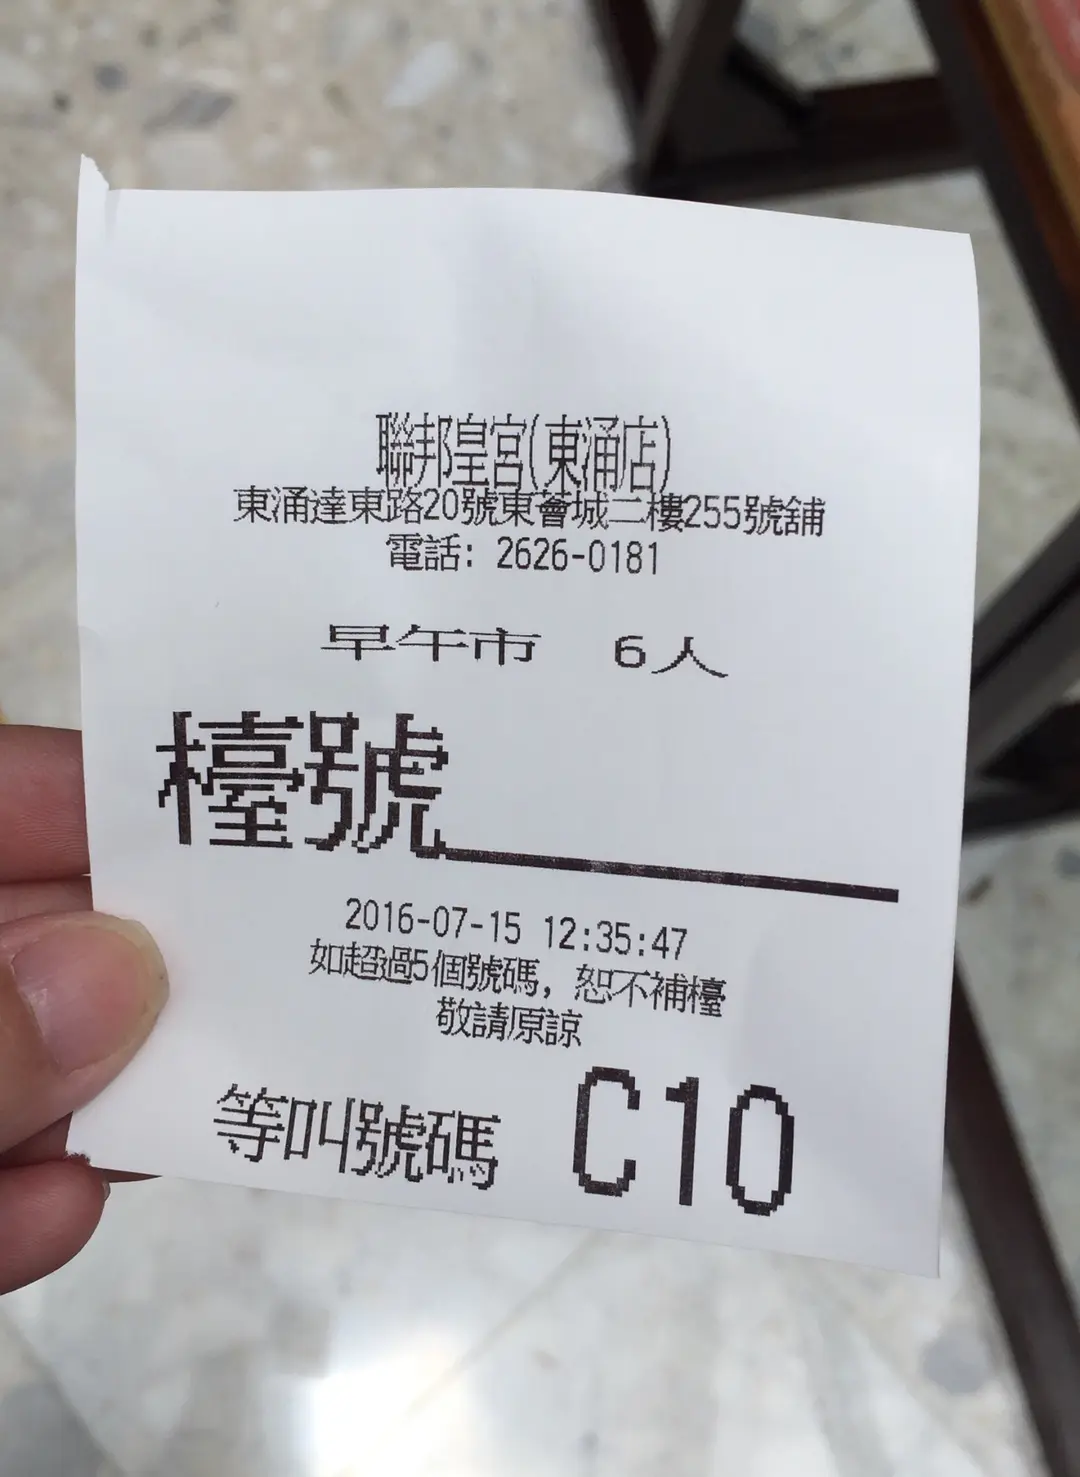 聯邦皇宮(東涌店)
東涌達東路20號東薈城二樓255號舖
電話: 2626-0181
早午市 6人
檯號
2016-07-15 12:35:47
如超過5個號碼, 恕不補檯
敬請原諒
等叫號碼 C10